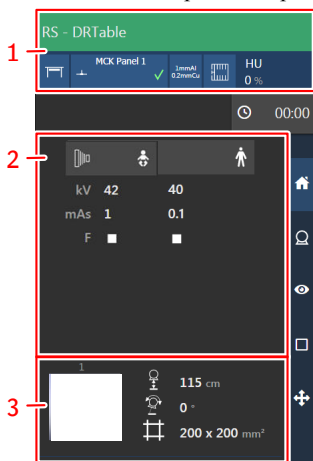 RS - DRTable
1
MCK Panel 1
1mmAl
0.2mmCu
HU
0 %
00:00
2
kV 42 40
mAs 1 0.1
F
1
115 cm
3
0 °
200 x 200 mm²